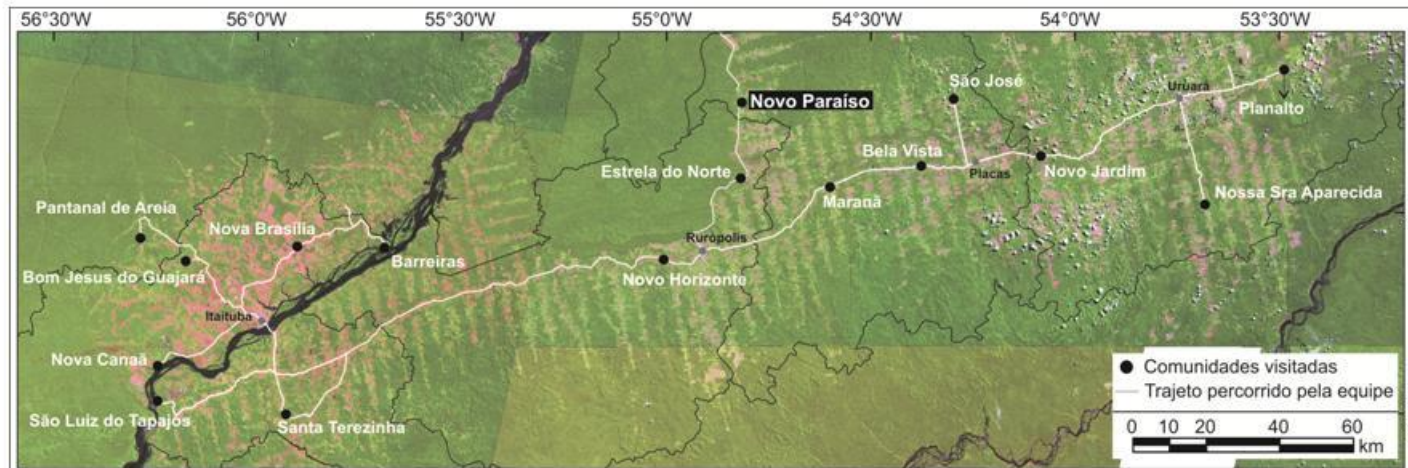 56°30'W 56°00'W 55°30'W 55°00'W 54°30'W 54°00'W 53°30'W
Novo Paraíso
São José
Uruará
Planalto
Bela Vista
Placas
Novo Jardim
Estrela do Norte
Maranã
Nossa Sra Aparecida
Pantanal de Areia
Nova Brasília
Rurópolis
Bom Jesus do Guajará
Barreiras
Novo Horizonte
Itaituba
Nova Canaã
São Luiz do Tapajós
Santa Terezinha
Comunidades visitadas
Trajeto percorrido pela equipe
0 10 20 40 60
km